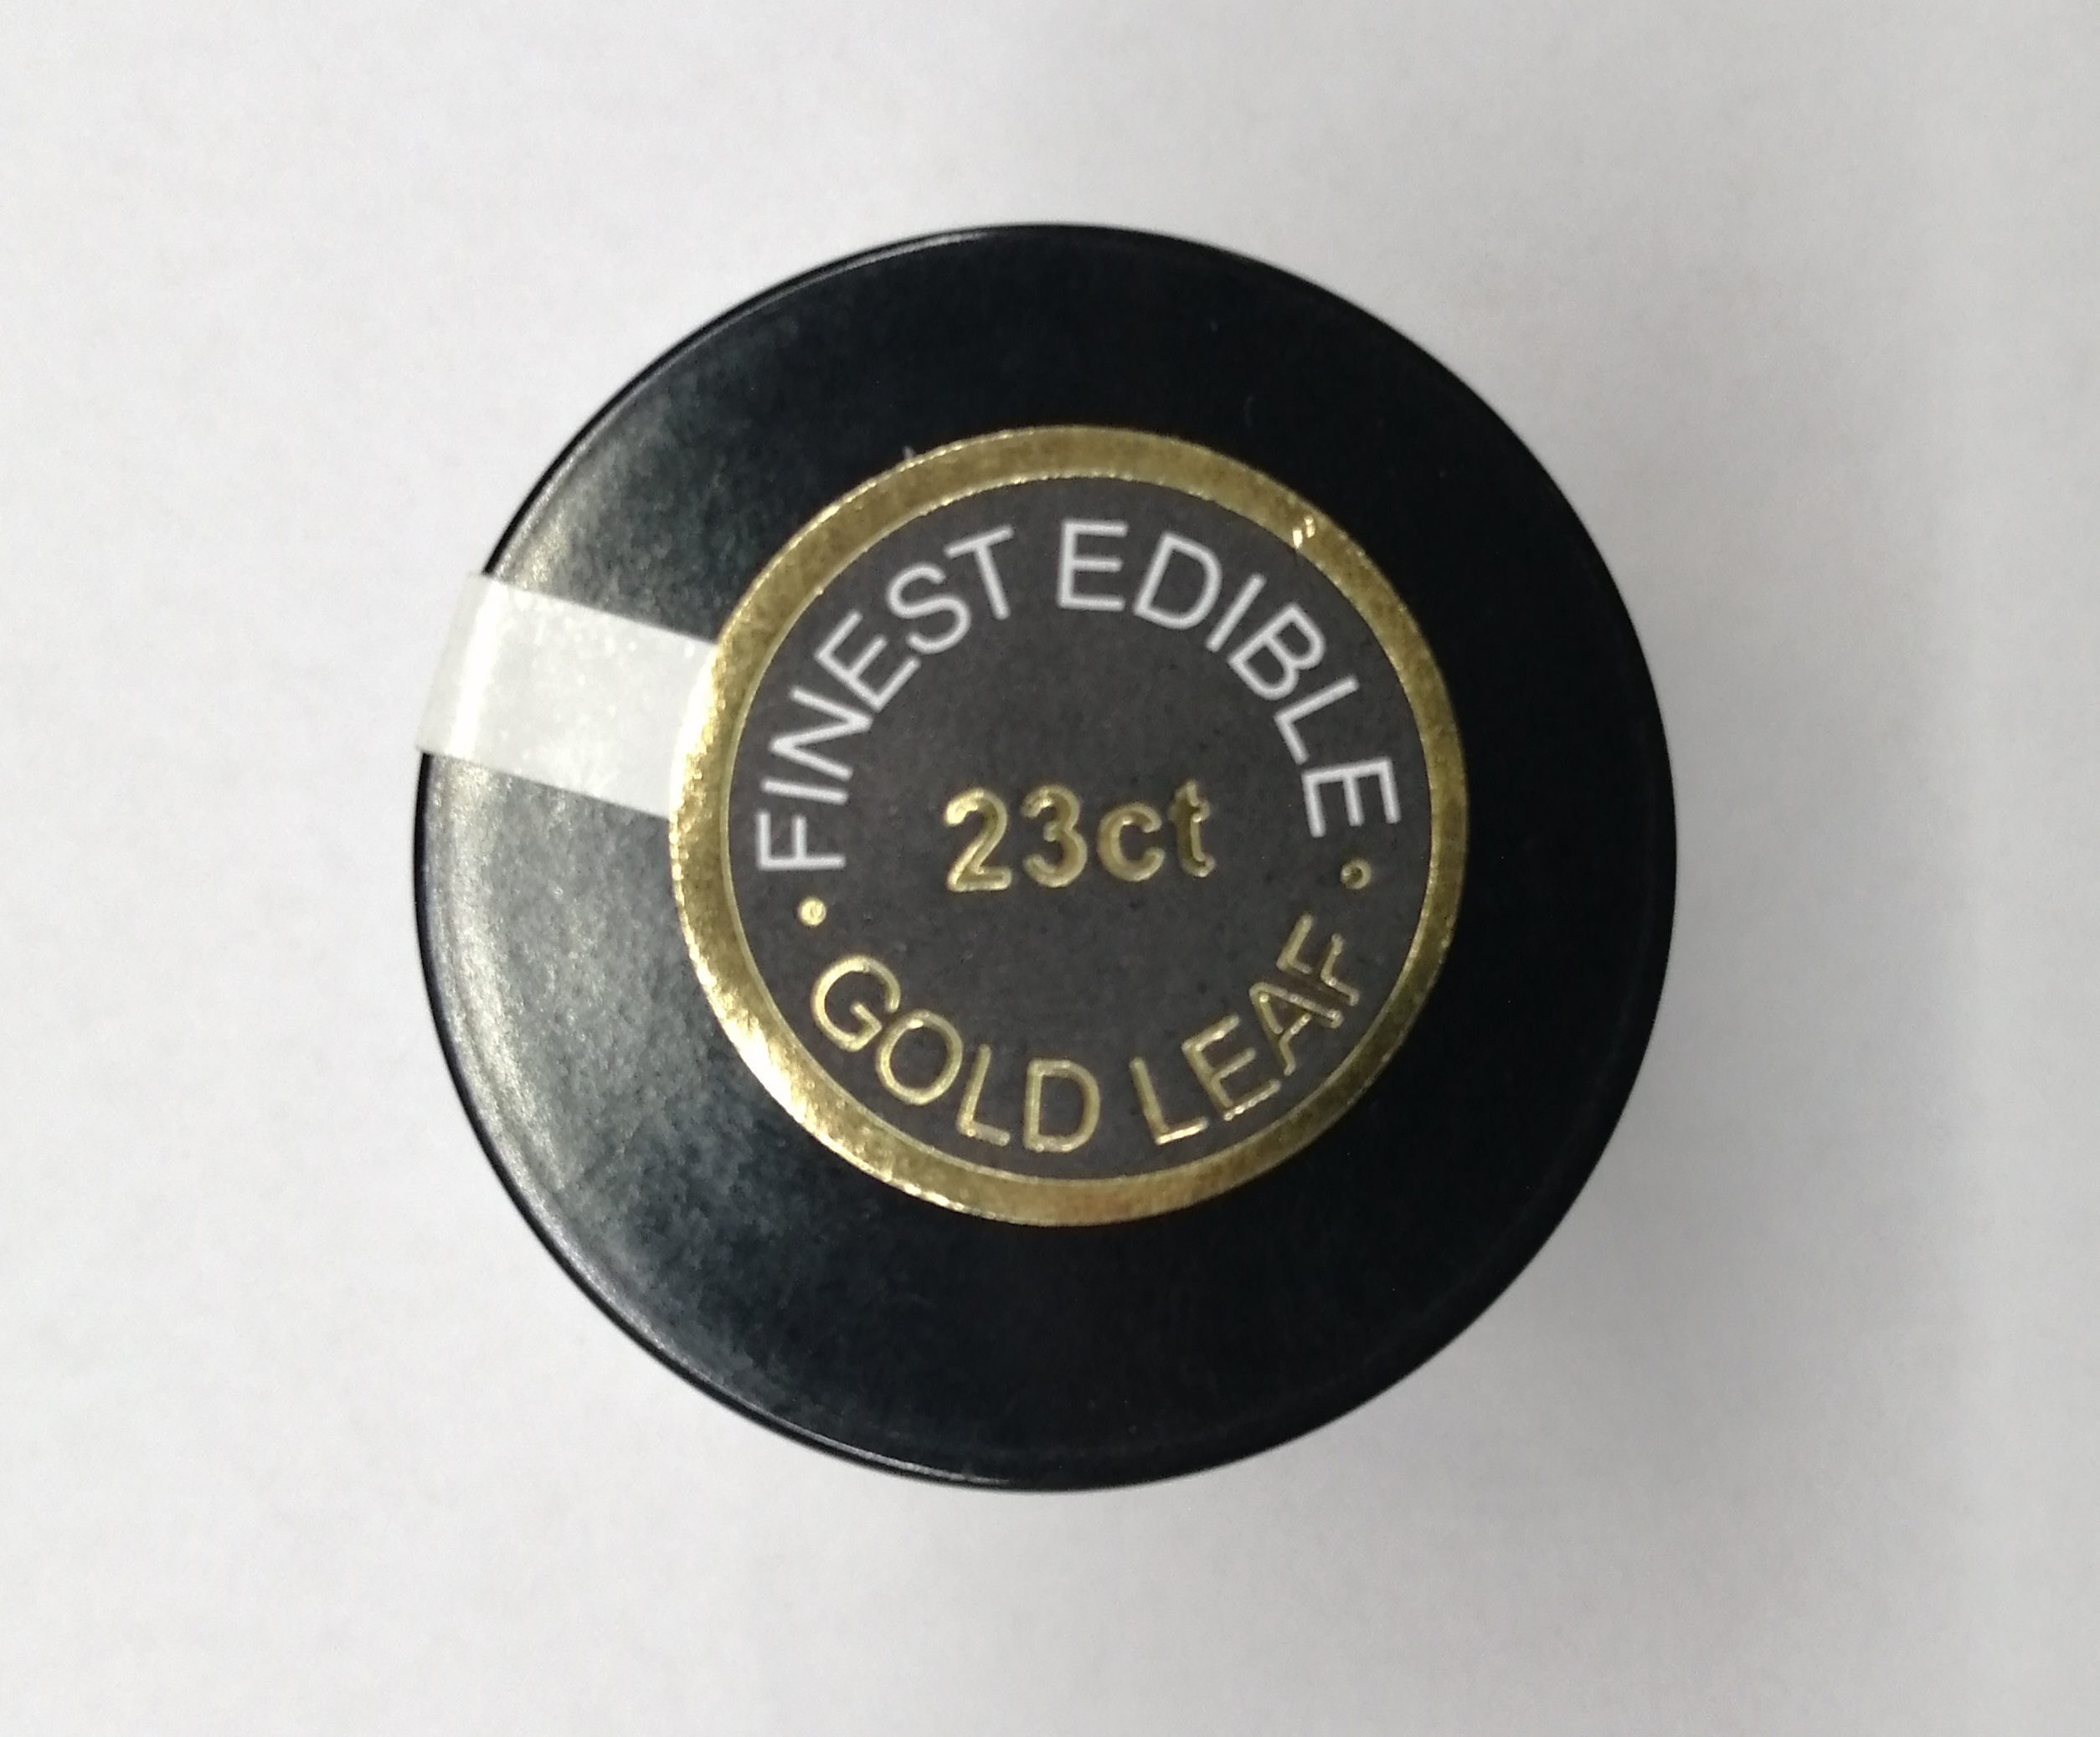 FINEST EDIBLE
23ct
• GOLD LEAF •